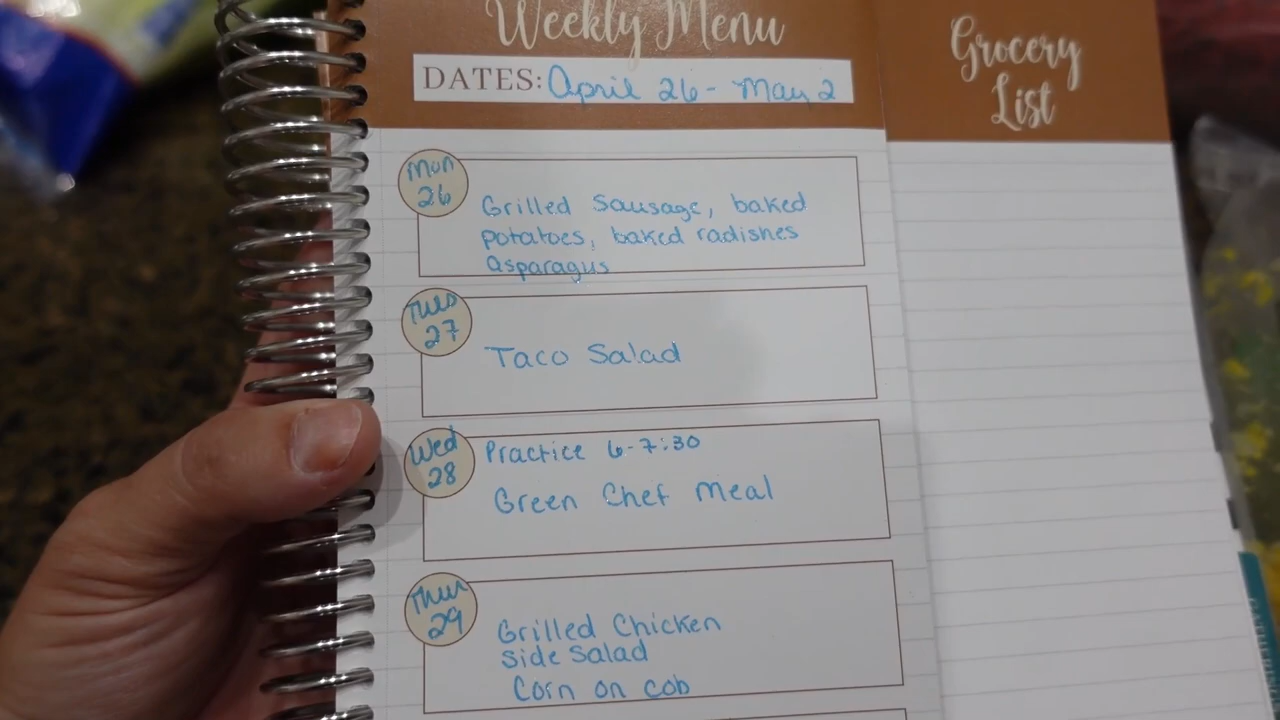 Weekly Menu
DATES: April 26 - May 2
Mon
26
Grilled Sausage, baked
potatoes, baked radishes
asparagus
Tues
27
Taco Salad
Wed
28
Practice 6-7:30
Green Chef Meal
Thur
29
Grilled Chicken
Side Salad
Corn on cob
Grocery
List